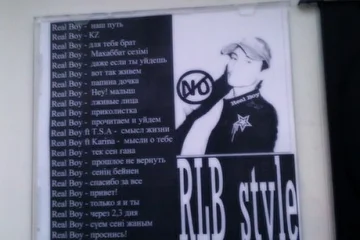 Real Boy - наш путь
Real Boy - KZ
Real Boy - для тебя брат
Real Boy - Махаббат сезімі
Real Boy - даже если ты уйдешь
Real Boy - вот так живем
Real Boy - папина дочка
Real Boy - Hey! малыш
Real Boy - лживые лица
Real Boy - приколистка
Real Boy - прочитаем и уйдем
Real Boy ft T.S.A - смысл жизни
Real Boy ft Karina - мысли о тебе
Real Boy - тек сен ғана
Real Boy - прошлое не вернуть
Real Boy - сенің бейнен
Real Boy - спасибо за все
Real Boy - привет!
Real Boy - только я и ты
Real Boy - через 2,3 дня
Real Boy - сүем сені жаным
Real Boy - проснись!
Real Boy
RLB style